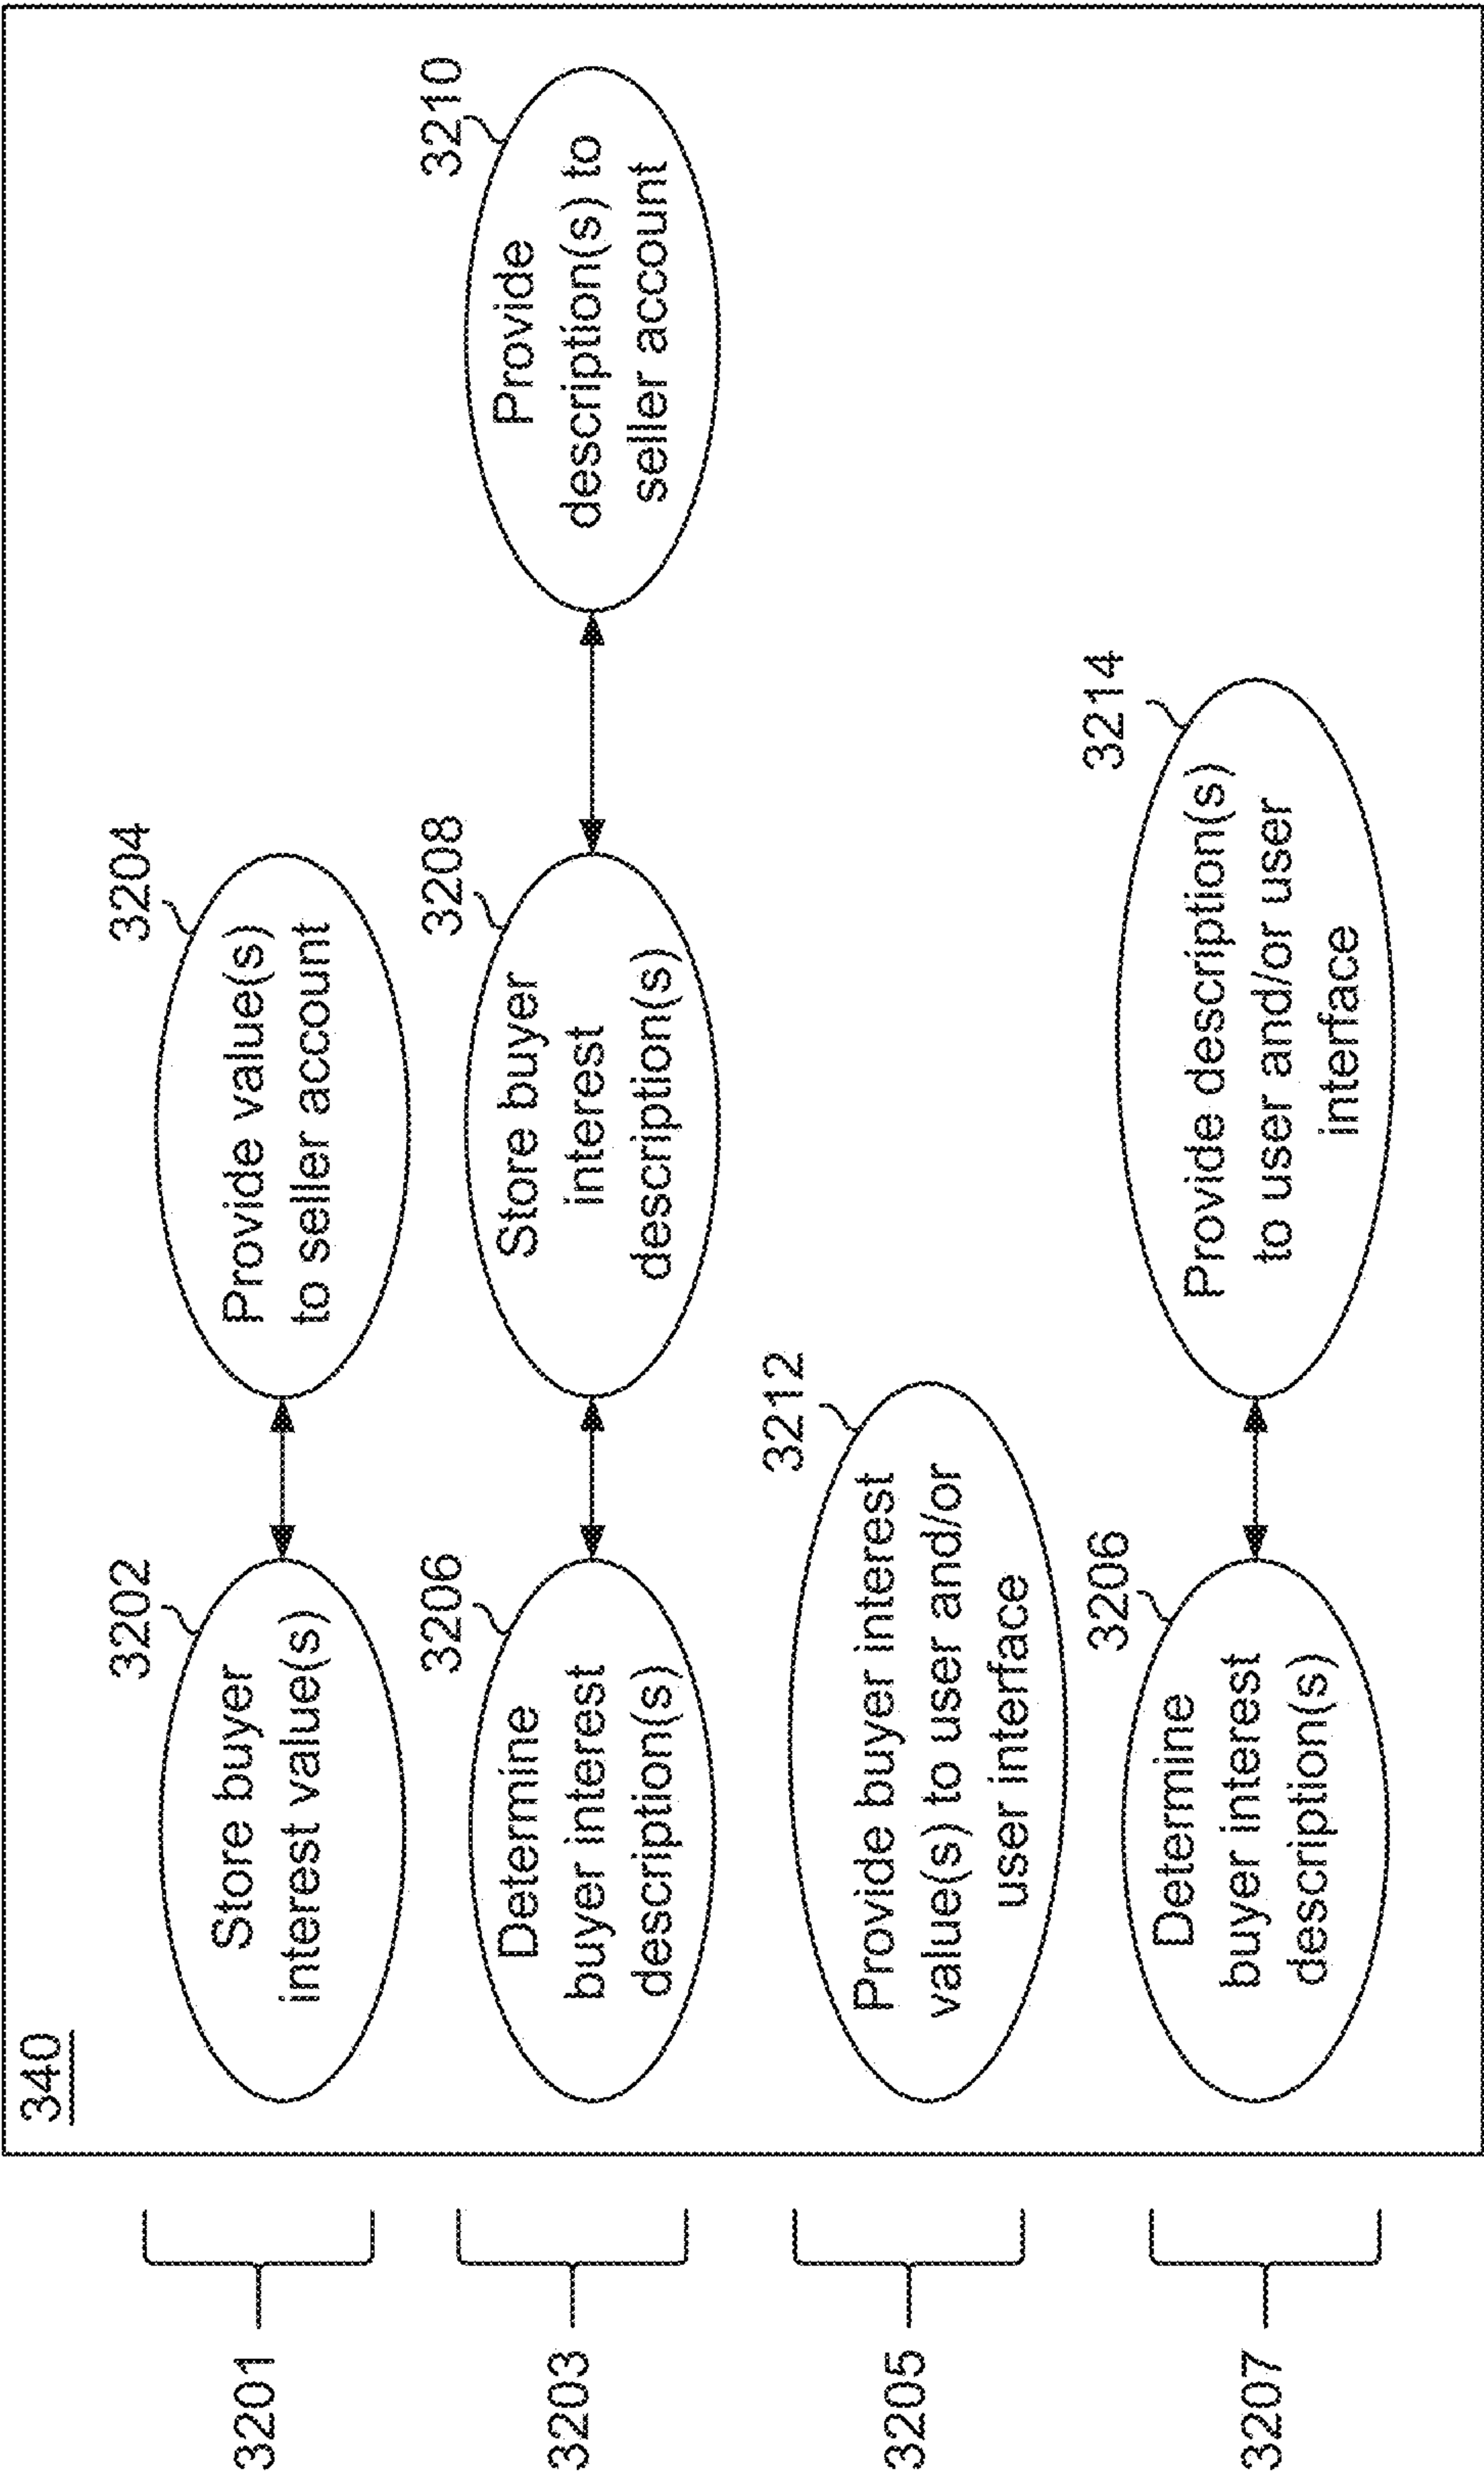 340
3201
3202
Store buyer
interest value(s)
3204
Provide value(s)
to seller account
3203
3206
Determine
buyer interest
description(s)
3208
Store buyer
interest
description(s)
3210
Provide
description(s) to
seller account
3205
3212
Provide buyer interest
value(s) to user and/or
user interface
3207
3206
Determine
buyer interest
description(s)
3214
Provide description(s)
to user and/or user
interface